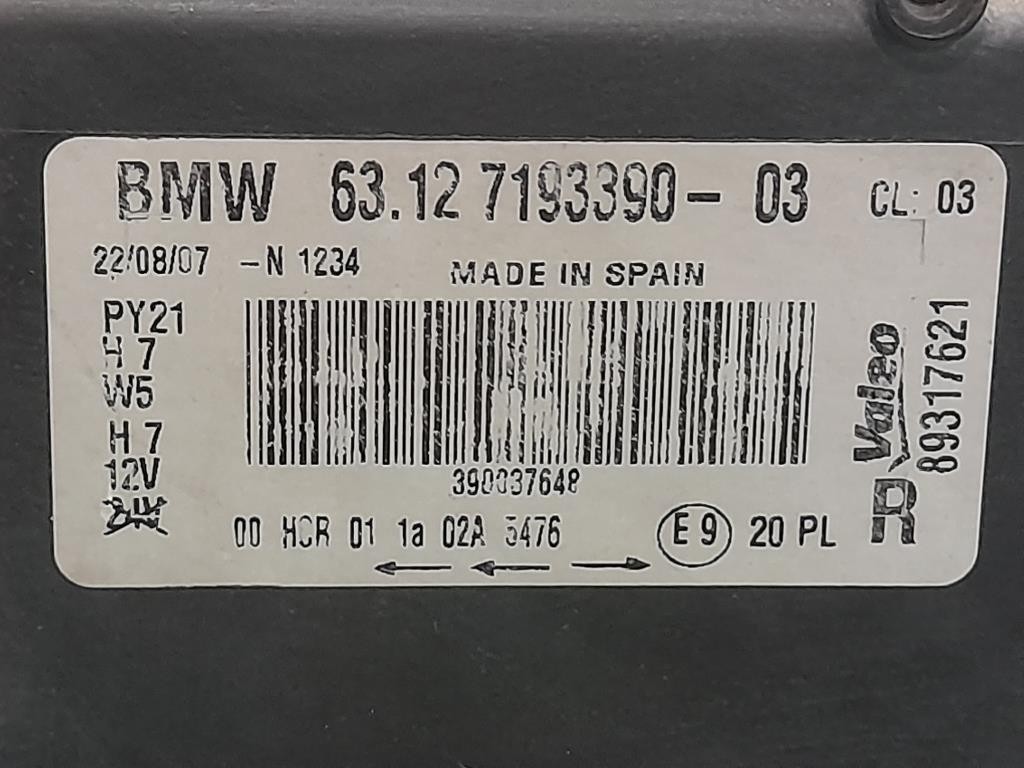 BMW 63.12 7193390- 03 CL: 03
22/08/07 -N 1234 MADE IN SPAIN
PY21
H 7
W5
H 7
12V
390037648
00 HCR 01 1a 02A 5476 E9 20 PL
R Valeo
89317621